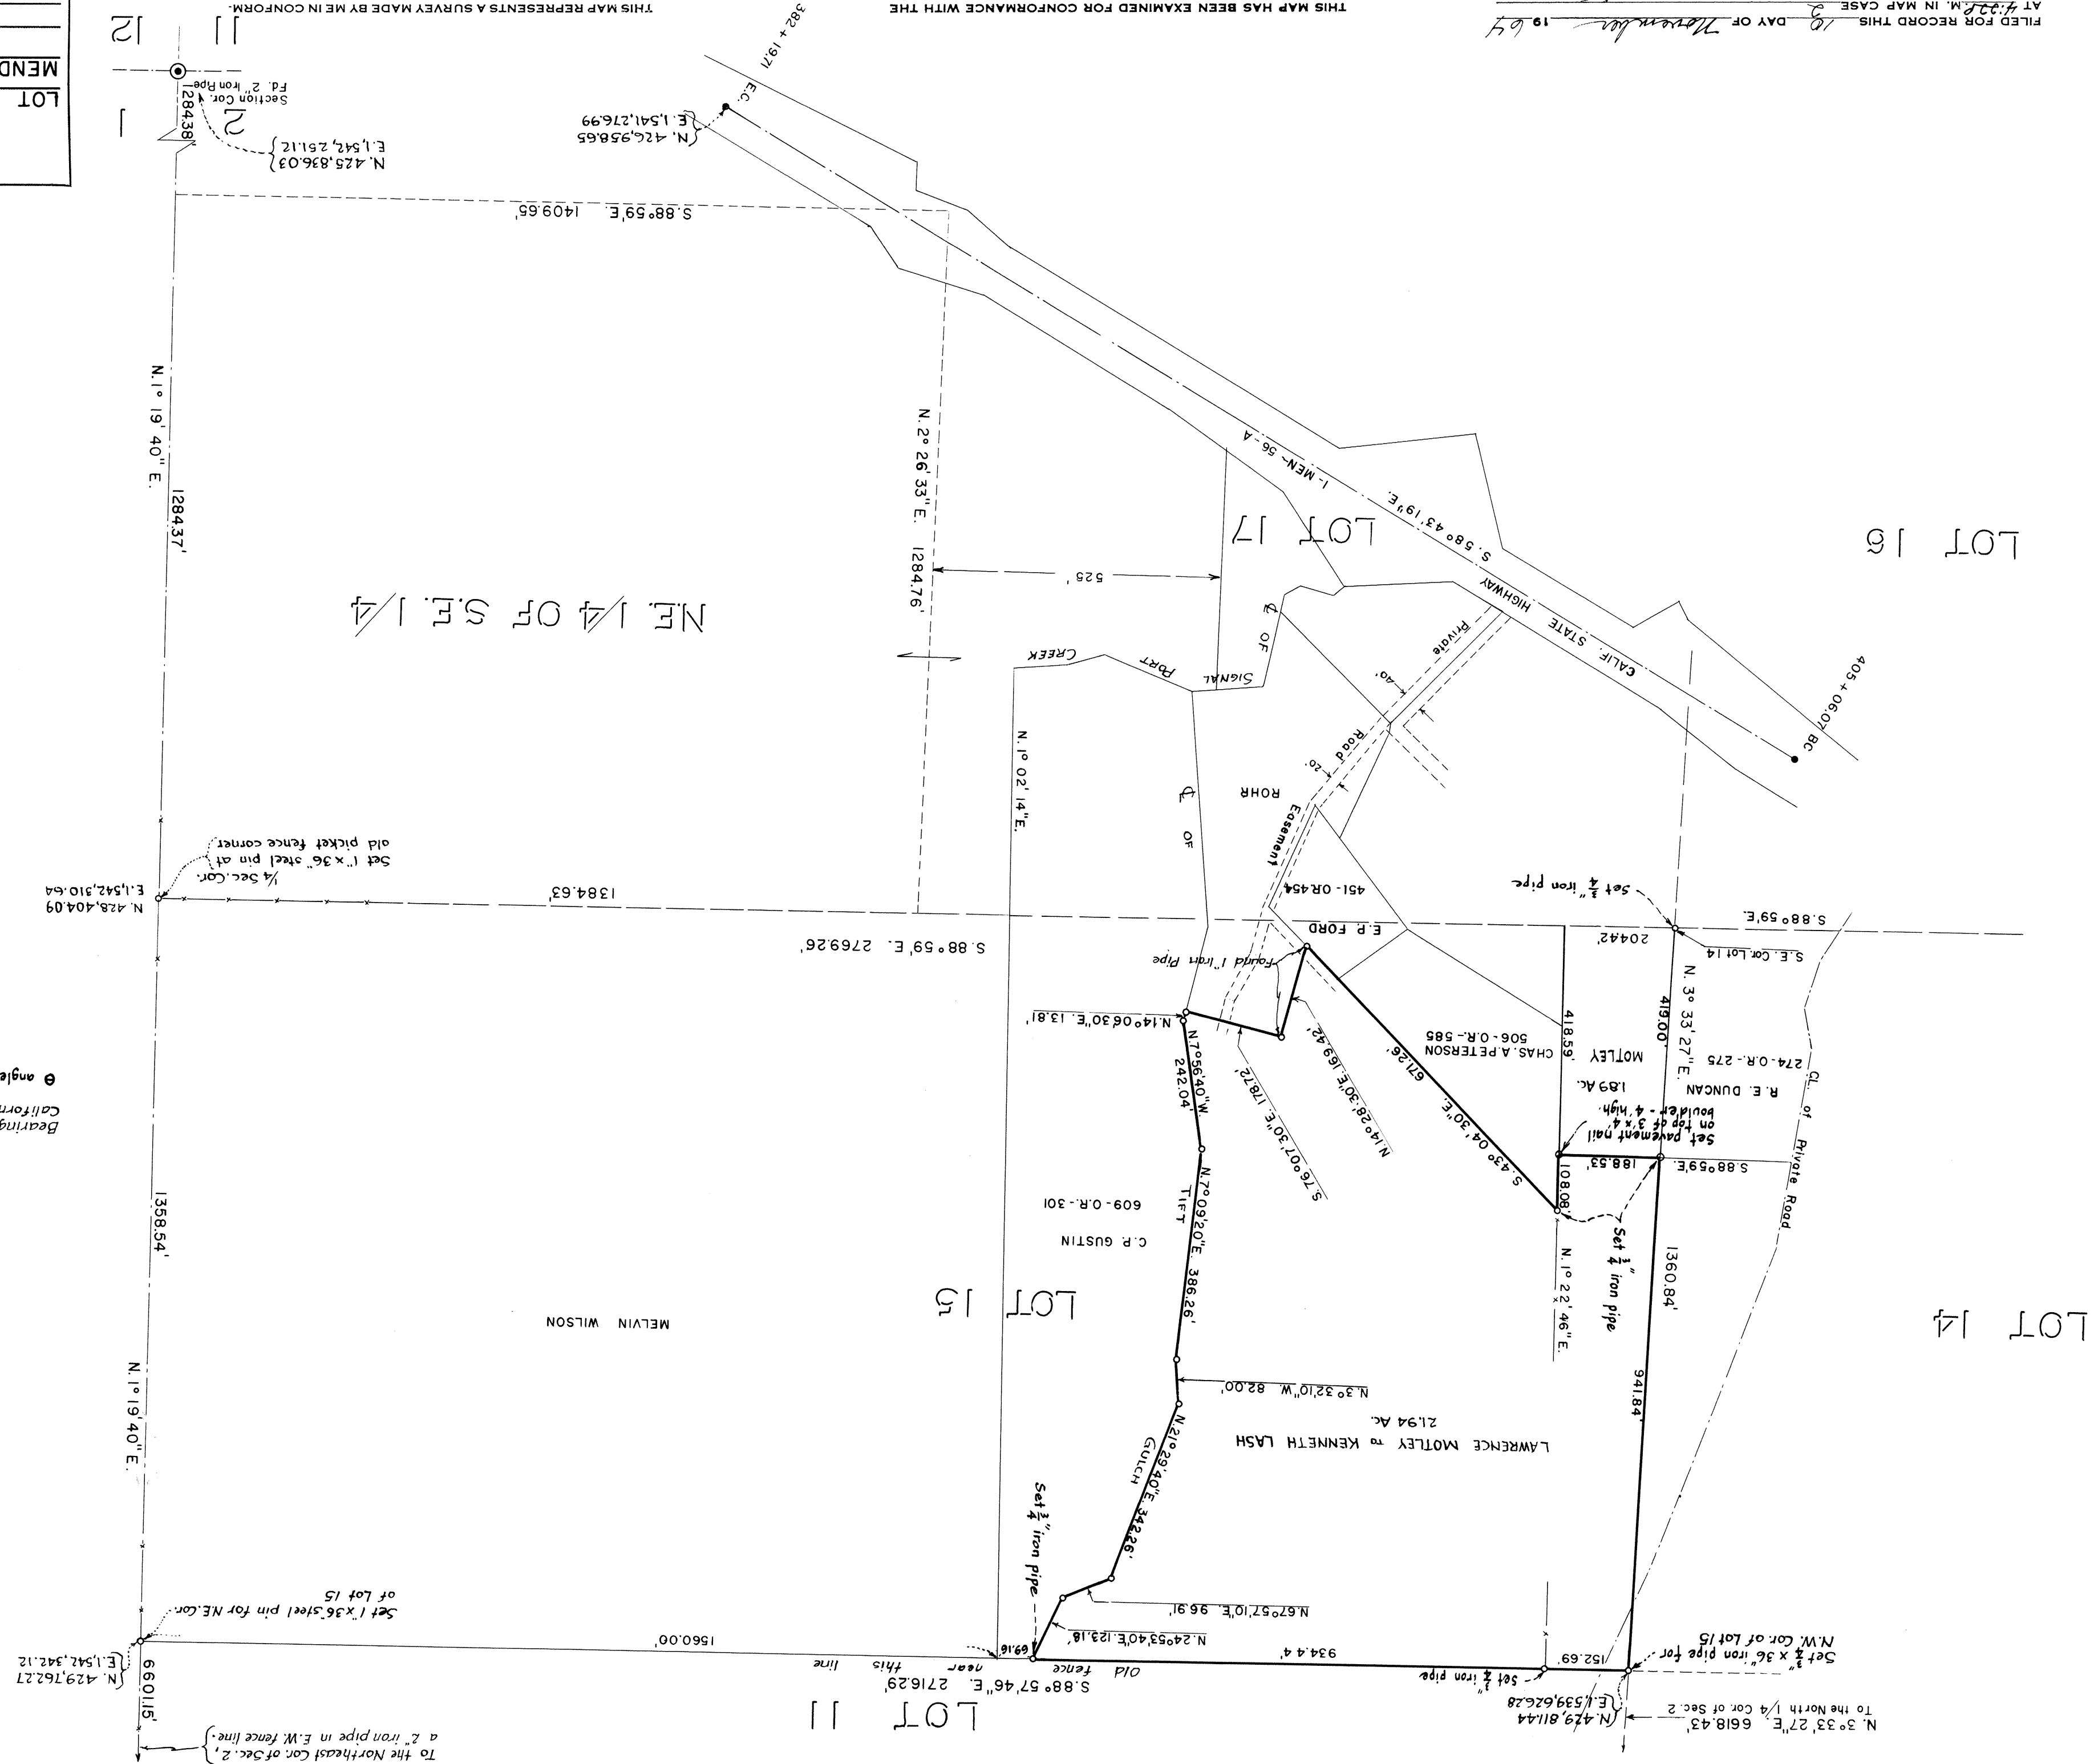 N. 3°33'27"E. 6618.43'
To the North 1/4 Cor. of Sec. 2
N. 429,811.44
E. 1,539,626.28
Set 3/4" x 36" iron pipe for
N.W. Cor. of Lot 15
152.69'
Set 3/4" iron pipe
934.44'
LOT 11
S. 88° 57' 46" E. 2716.29'
Old fence near this line
69.16'
1560.00'
To the Northeast Cor. of Sec. 2,
a 2" iron pipe in E.W. fence line.
6601.15'
N. 429,762.27
E. 1,542,342.12
Set 1" x 36" steel pin for N.E. Cor.
of Lot 15
N. 24°53'40"E. 123.18'
N. 67°57'10"E. 96.91'
Set 3/4" iron pipe
N. 21° 29' 40" E. 342.26'
GULCH
LAWRENCE MOTLEY to KENNETH LASH
21.94 Ac.
N. 3° 32' 10" W. 82.00'
941.84'
1360.84'
LOT 14
LOT 15
MELVIN WILSON
N. 1° 19' 40" E.
1358.54'
N. 7° 09' 20" E. 386.26'
TIFT
C.P. GUSTIN
609 - O.R. - 301
N. 1° 22' 46" E.
Set 3/4" iron pipe
108.08'
S. 88°59'E.
188.53'
Set pavement nail
on top of 3' x 4'
boulder - 4' high.
CL. of Private Road
R. E. DUNCAN
274 - O.R. - 275
MOTLEY
1.89 Ac.
N. 3° 33' 27" E.
419.00'
418.59'
CHAS. A. PETERSON
506 - O.R. - 585
S. 43° 04' 30" E.
671.26'
N. 14° 28' 30" E. 169.42'
S. 76° 07' 30" E. 178.72'
N. 7° 56' 40" W.
242.04'
N. 14° 06' 30" E. 13.81'
Found 1" Iron Pipe
Bearing
Californ
θ angle
S.E. Cor. Lot 14
S. 88° 59' E.
204.42'
Set 3/4" iron pipe
E.P. FORD
451 - OR 454
S. 88° 59' E. 2769.26'
1384.63'
N. 428,404.09
E. 1,542,310.64
1/4 Sec. Cor.
Set 1" x 36" steel pin at
old picket fence corner.
Easement
ROHR
20'
Road
40'
Private
℄ OF
N. 1° 02' 14" E.
405 + 06.07 BC
CALIF. STATE HIGHWAY
℄ OF SIGNAL PORT CREEK
525'
NE. 1/4 OF S.E. 1/4
LOT 16
LOT 17
S. 58° 43' 19" E.
1 - MEN - 56 - A
N. 2° 26' 33" E. 1284.76'
N. 1° 19' 40" E.
1284.37'
S. 88° 59' E. 1409.65'
N. 426,958.65
E. 1,541,276.99
E.C.
382 + 19.71
N. 425,836.03
E. 1,542,251.12
2
1
Section Cor.
Fd. 2" Iron Pipe
1284.38'
11
12
LOT
MEND
FILED FOR RECORD THIS 10 DAY OF November 19 64
AT 4:22 P.M. IN MAP CASE 2
THIS MAP HAS BEEN EXAMINED FOR CONFORMANCE WITH THE
THIS MAP REPRESENTS A SURVEY MADE BY ME IN CONFORM-